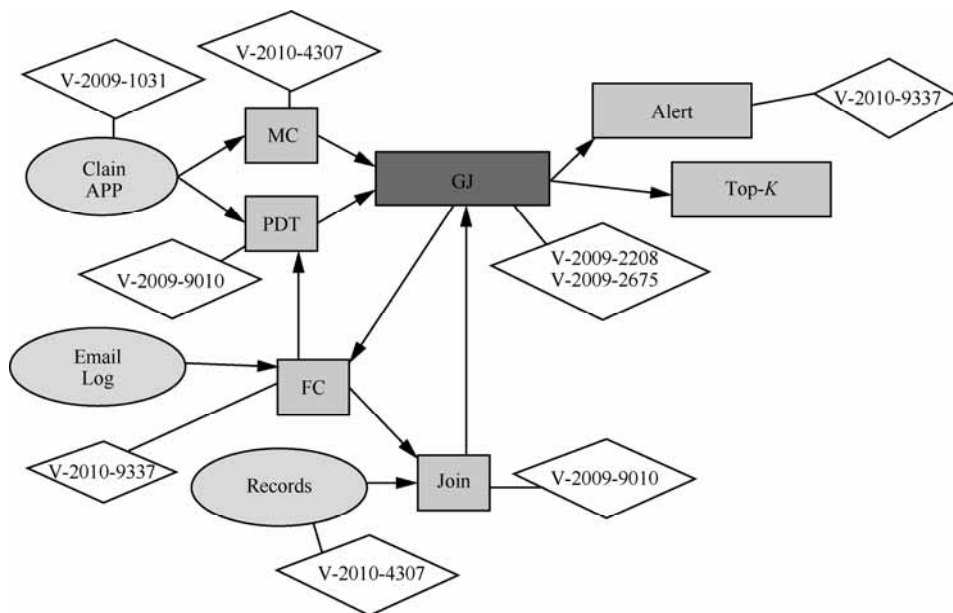 V-2010-4307
V-2009-1031
MC
Alert
V-2010-9337
Clain
APP
GJ
Top-K
PDT
V-2009-9010
V-2009-2208
V-2009-2675
Email
Log
FC
V-2010-9337
Records
Join
V-2009-9010
V-2010-4307